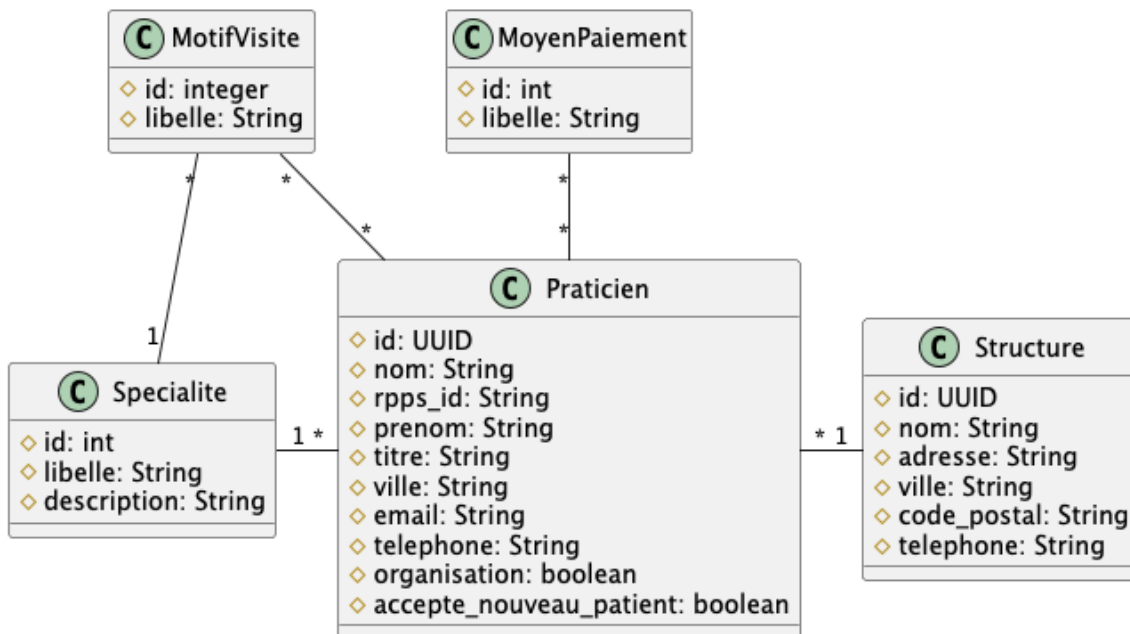 C MotifVisite
id: integer
libelle: String
C MoyenPaiement
id: int
libelle: String
* * *
* * 1
C Praticien
id: UUID
nom: String
rpps_id: String
prenom: String
titre: String
ville: String
email: String
telephone: String
organisation: boolean
accepte_nouveau_patient: boolean
C Specialite
id: int
libelle: String
description: String
1 *
* 1
C Structure
id: UUID
nom: String
adresse: String
ville: String
code_postal: String
telephone: String